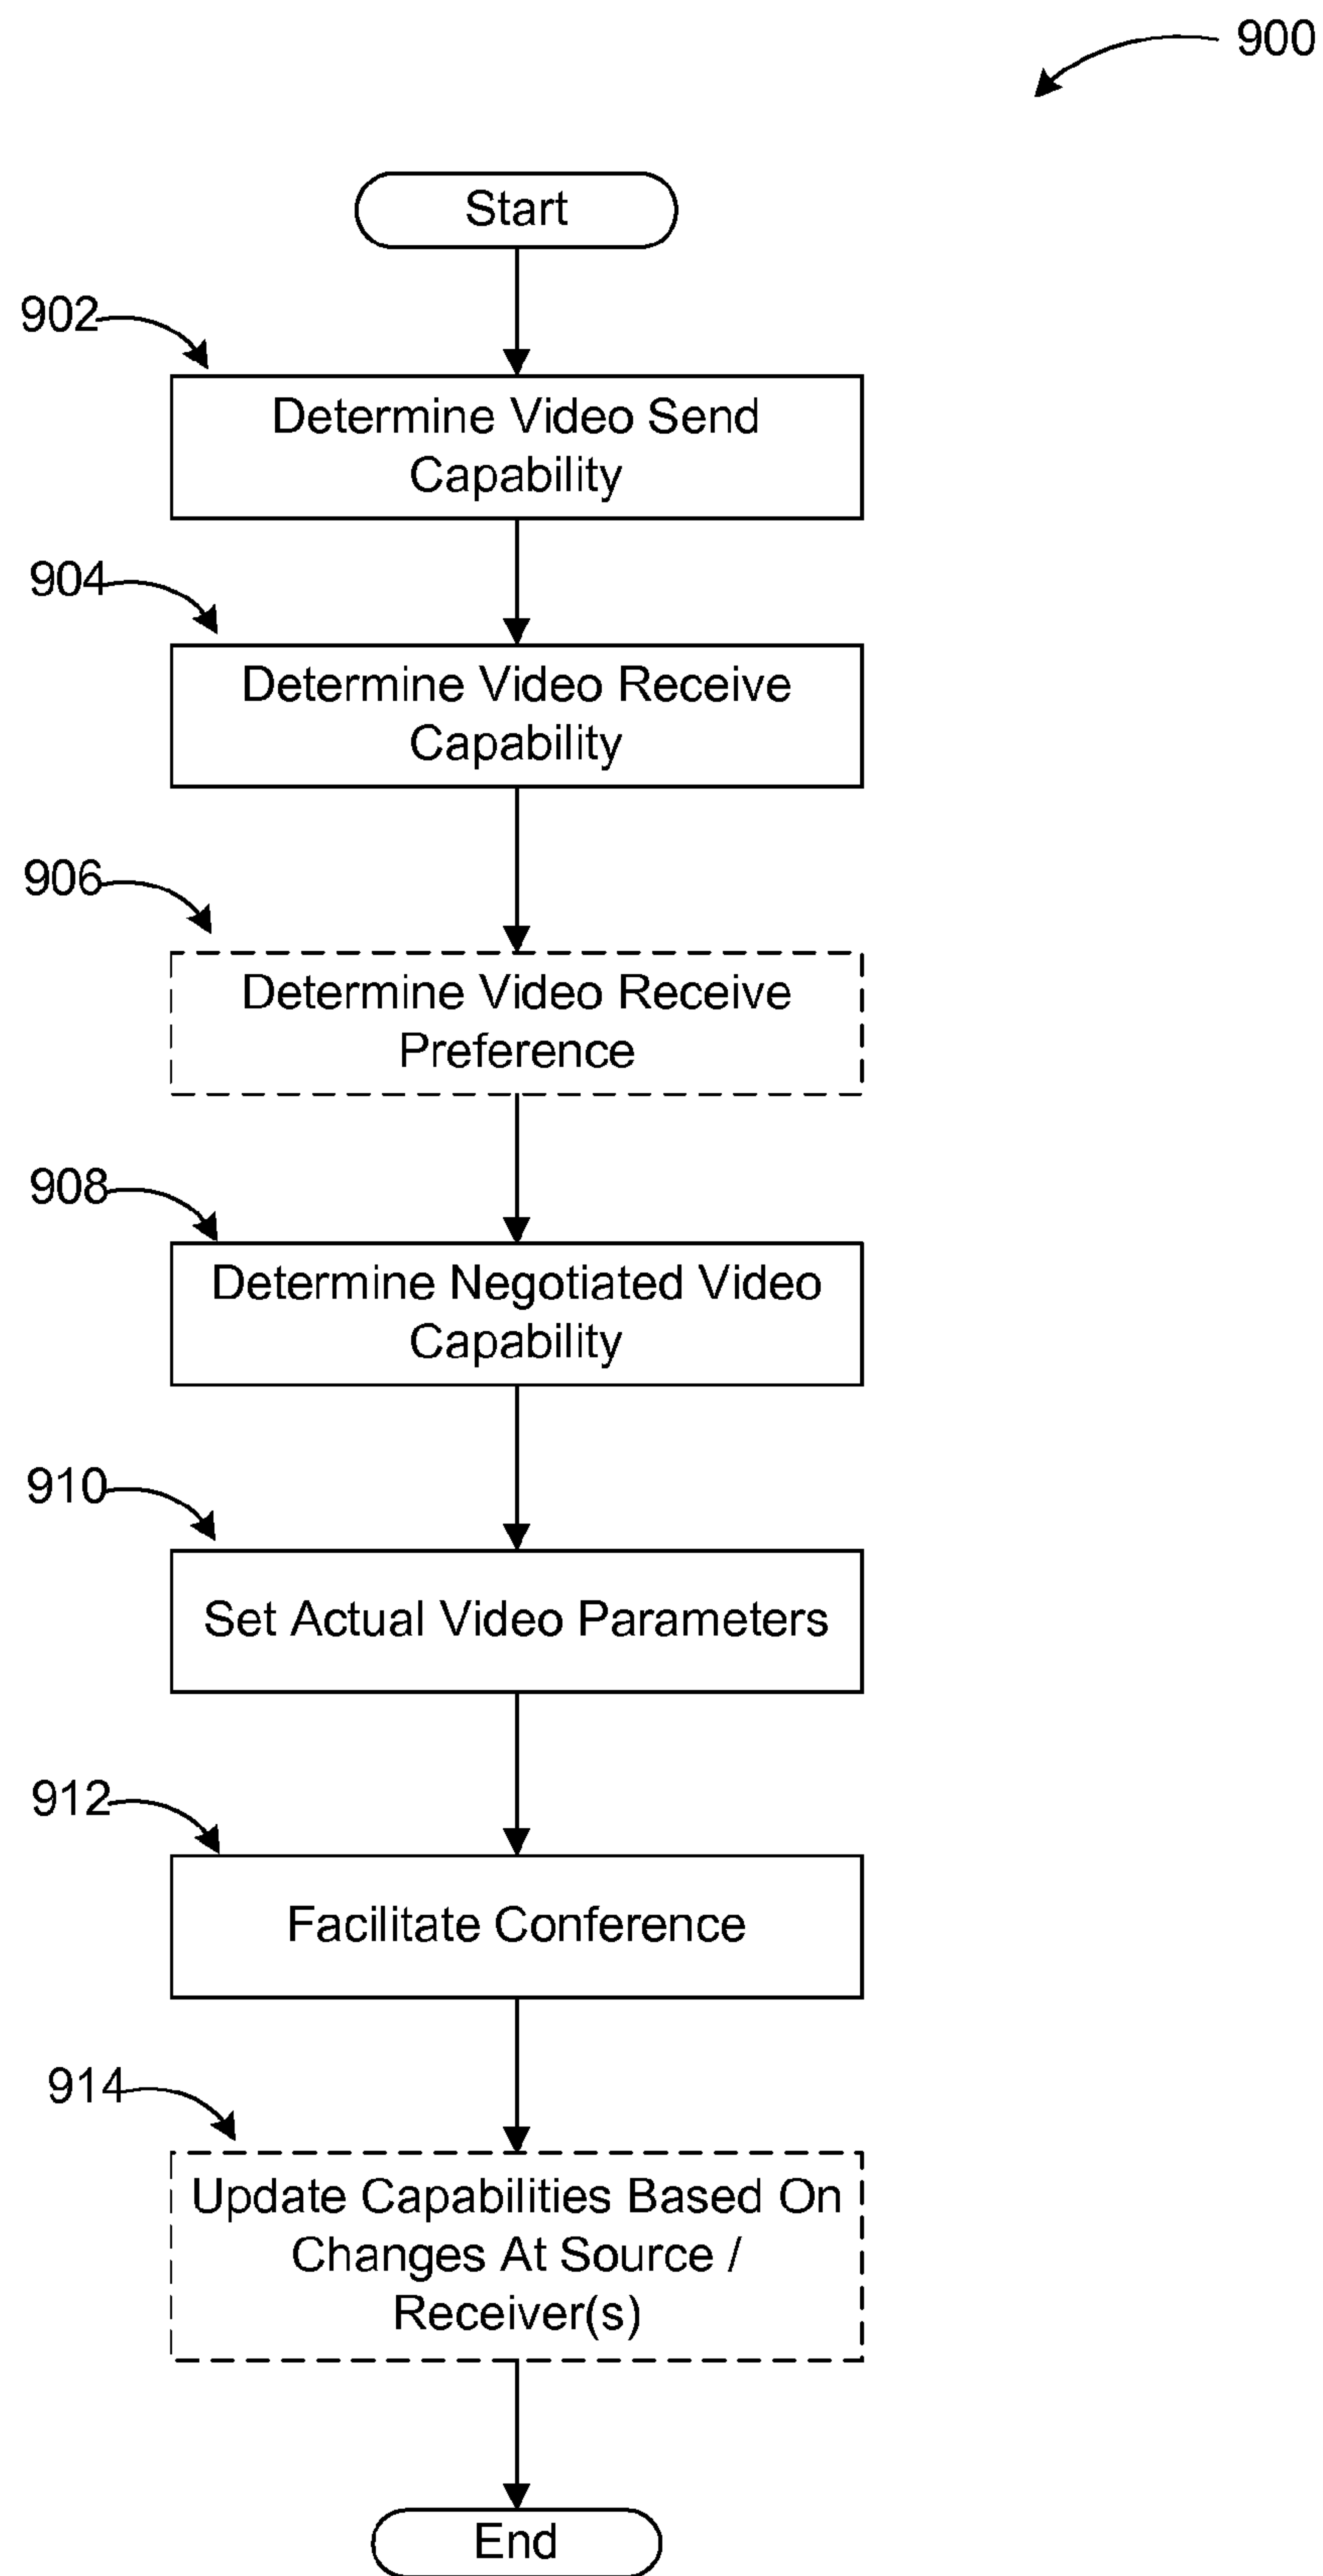 900
Start
902
Determine Video Send
Capability
904
Determine Video Receive
Capability
906
Determine Video Receive
Preference
908
Determine Negotiated Video
Capability
910
Set Actual Video Parameters
912
Facilitate Conference
914
Update Capabilities Based On
Changes At Source /
Receiver(s)
End